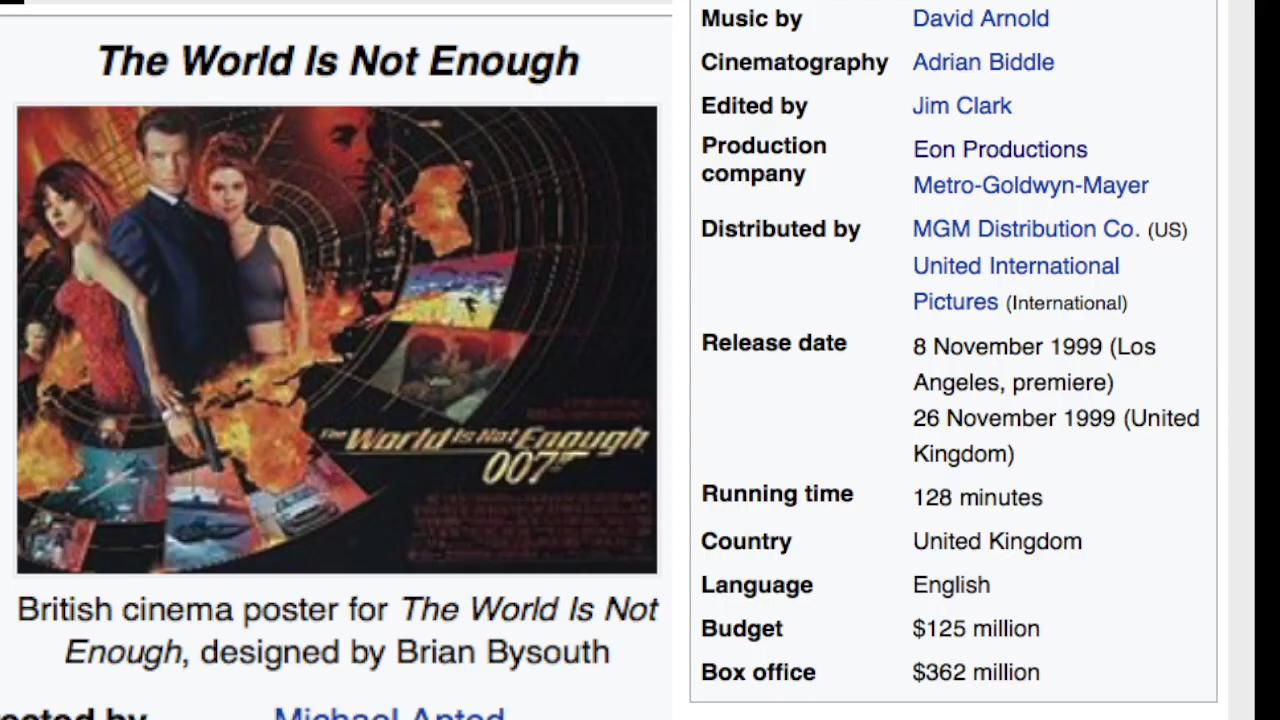 The World Is Not Enough
The World Is Not Enough
007
British cinema poster for The World Is Not
Enough, designed by Brian Bysouth
Michael Apted
Music by David Arnold
Cinematography Adrian Biddle
Edited by Jim Clark
Production company Eon Productions
Metro-Goldwyn-Mayer
Distributed by MGM Distribution Co. (US)
United International
Pictures (International)
Release date 8 November 1999 (Los
Angeles, premiere)
26 November 1999 (United
Kingdom)
Running time 128 minutes
Country United Kingdom
Language English
Budget $125 million
Box office $362 million